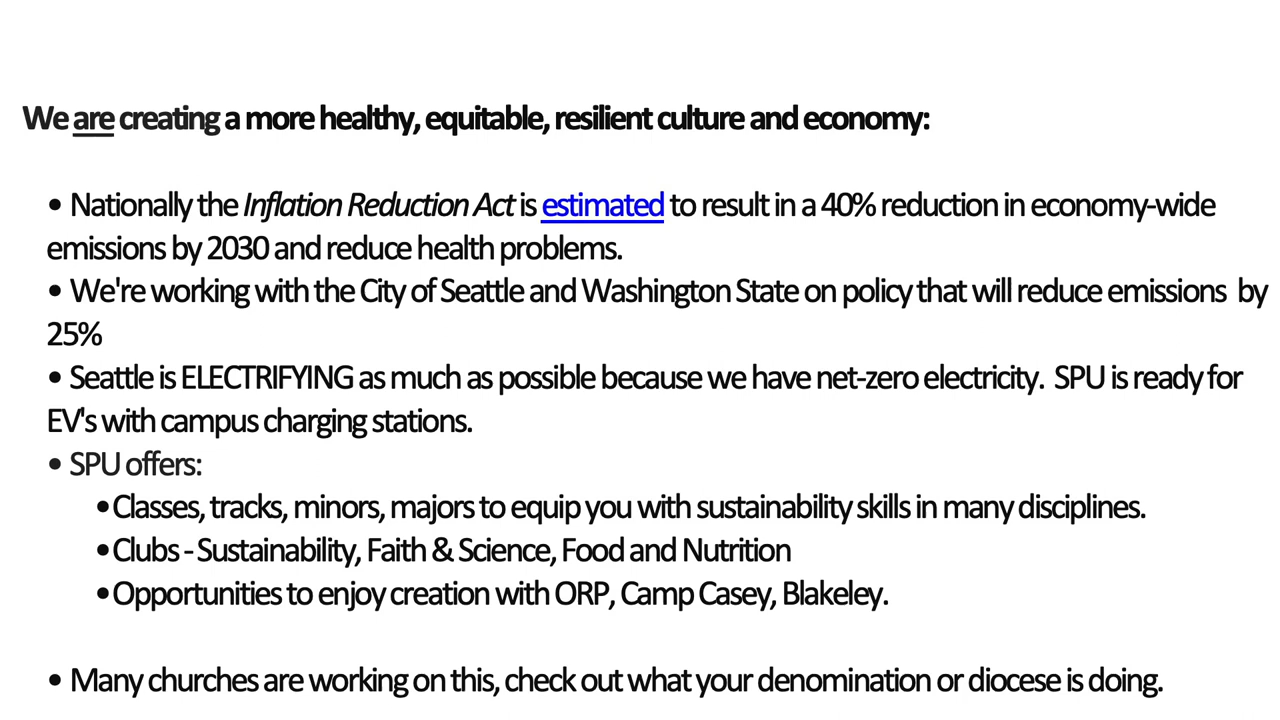 We are creating a more healthy, equitable, resilient culture and economy:
• Nationally the Inflation Reduction Act is estimated to result in a 40% reduction in economy-wide
emissions by 2030 and reduce health problems.
• We're working with the City of Seattle and Washington State on policy that will reduce emissions by
25%
• Seattle is ELECTRIFYING as much as possible because we have net-zero electricity. SPU is ready for
EV's with campus charging stations.
• SPU offers:
•Classes, tracks, minors, majors to equip you with sustainability skills in many disciplines.
•Clubs - Sustainability, Faith & Science, Food and Nutrition
•Opportunities to enjoy creation with ORP, Camp Casey, Blakeley.
• Many churches are working on this, check out what your denomination or diocese is doing.